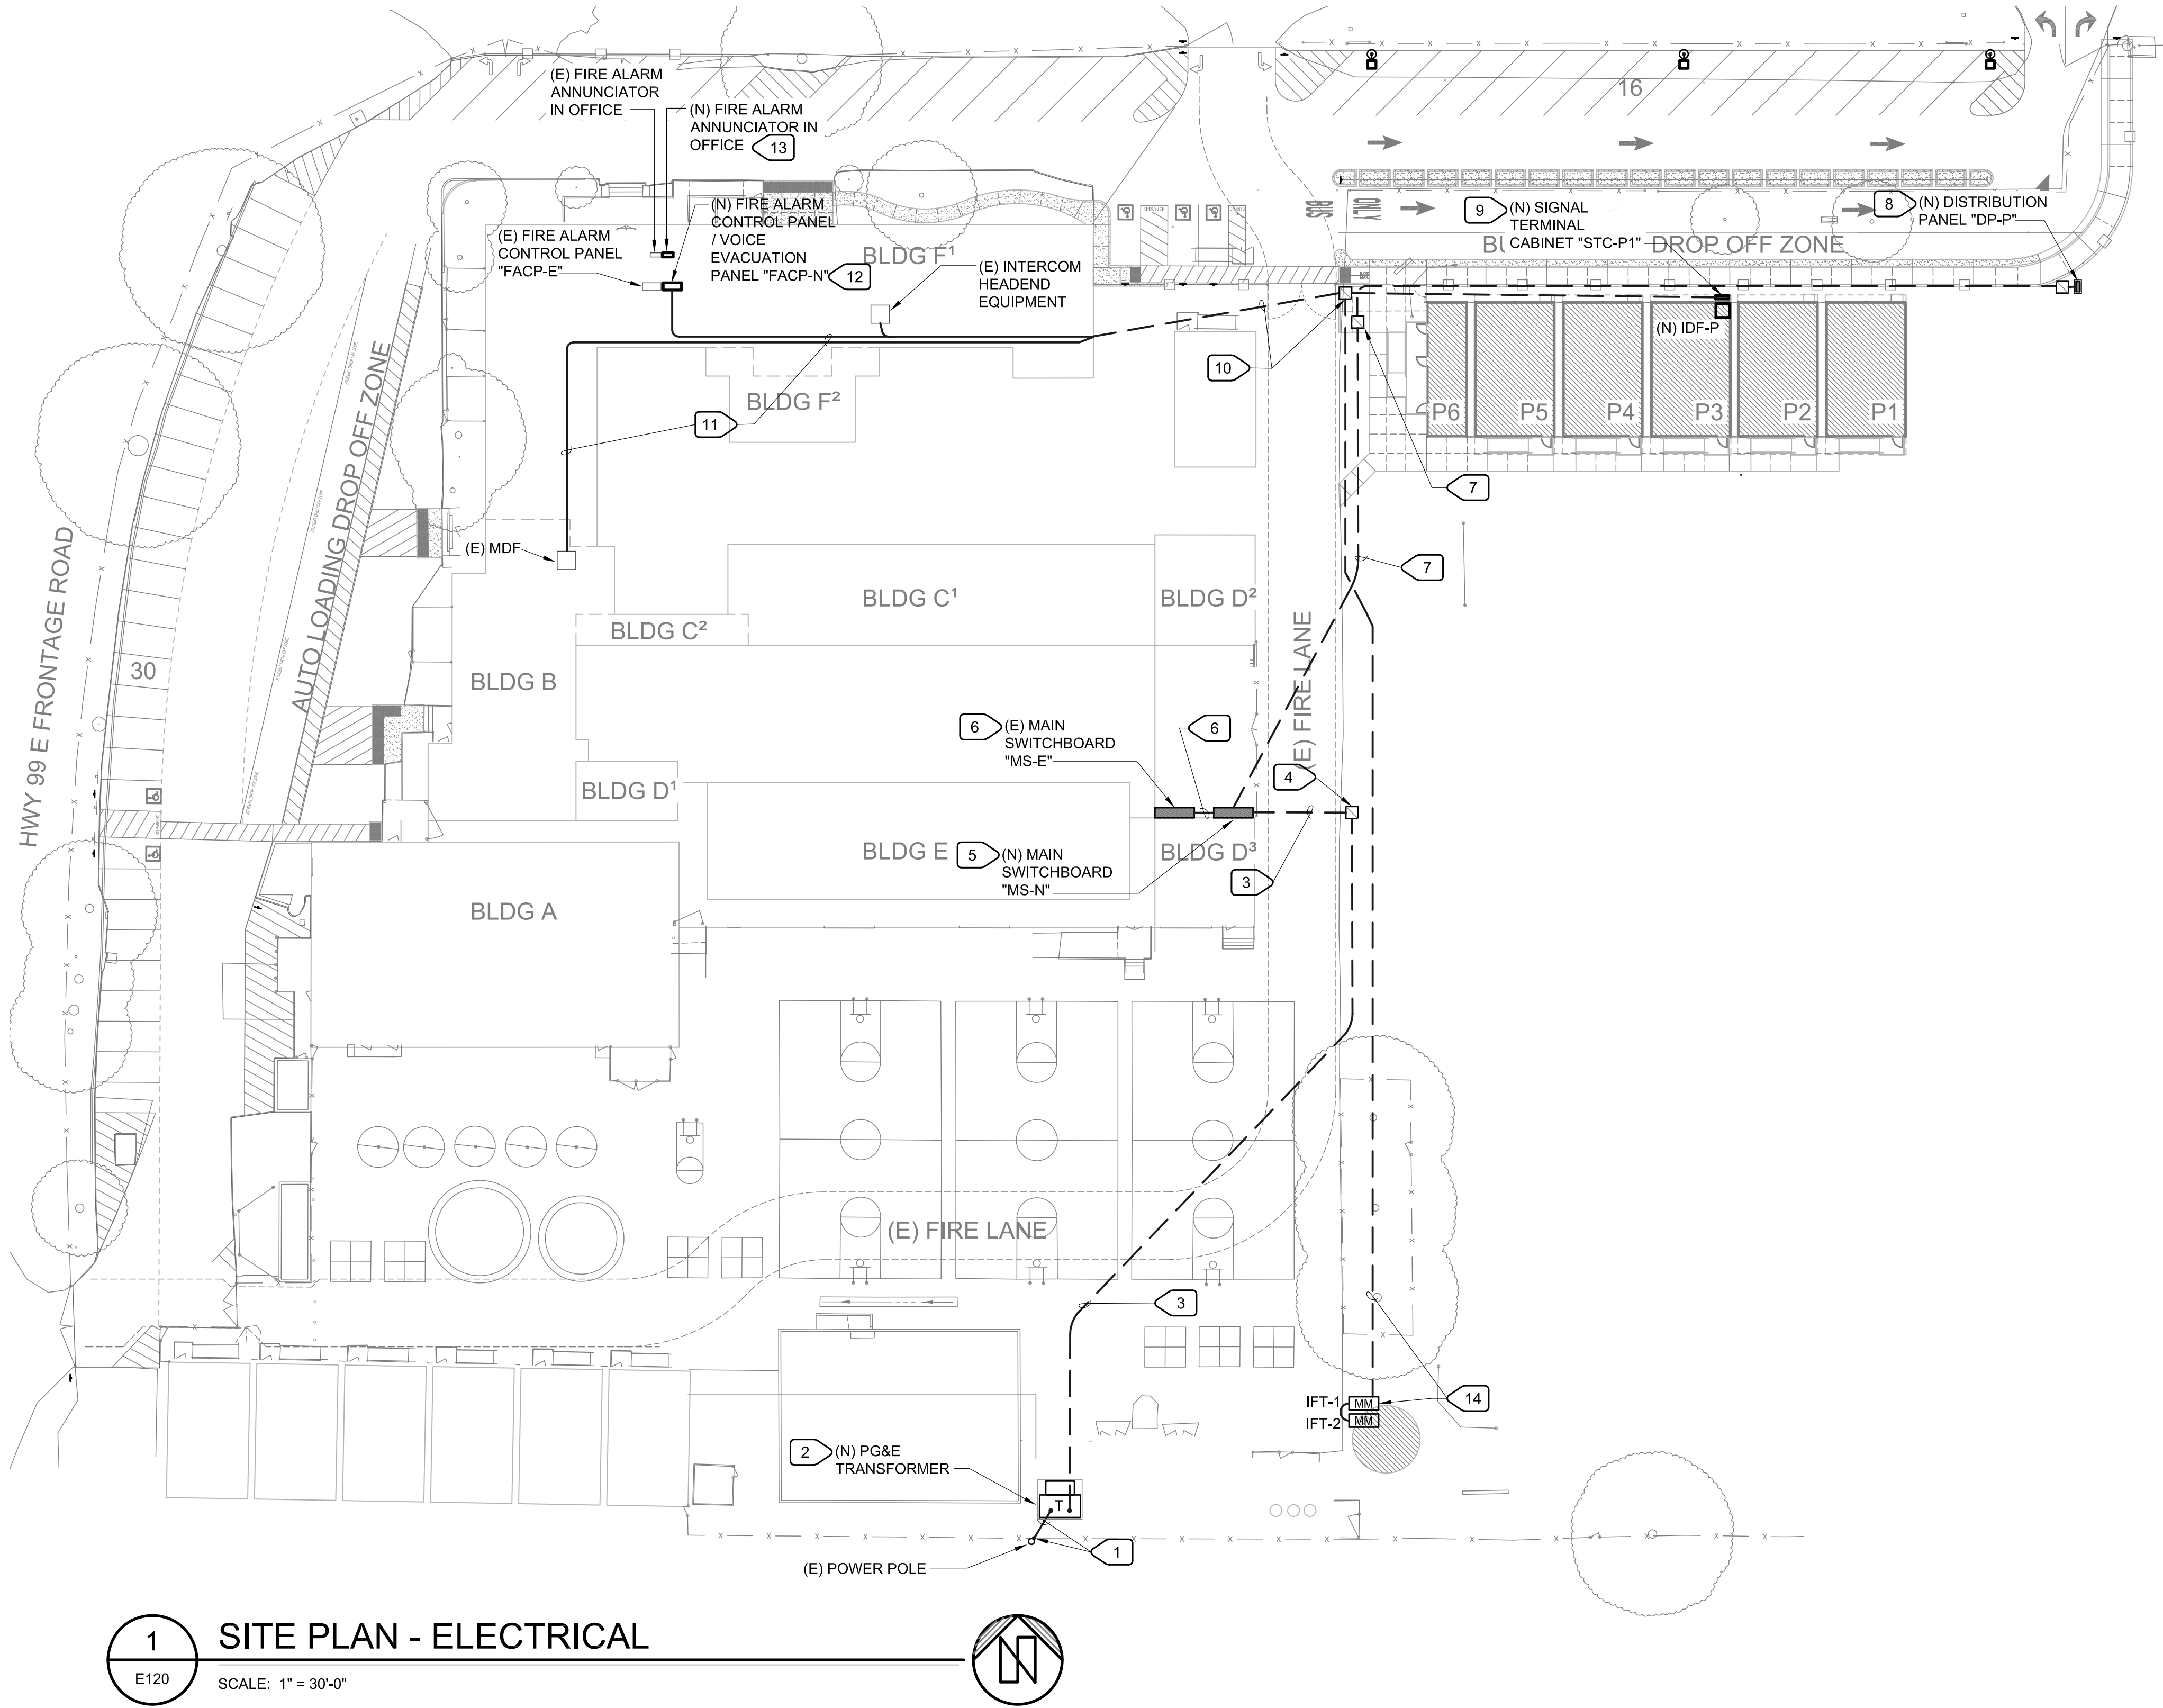 (E) FIRE ALARM
ANNUNCIATOR
IN OFFICE
(N) FIRE ALARM
ANNUNCIATOR IN
OFFICE
13
16
(E) FIRE ALARM
CONTROL PANEL
"FACP-E"
(N) FIRE ALARM
CONTROL PANEL
/ VOICE
EVACUATION
PANEL "FACP-N"
12
BLDG F¹
(E) INTERCOM
HEADEND
EQUIPMENT
BUS
ONLY
9
(N) SIGNAL
TERMINAL
CABINET "STC-P1"
8
(N) DISTRIBUTION
PANEL "DP-P"
DROP OFF ZONE
(N) IDF-P
10
BLDG F²
11
P6
P5
P4
P3
P2
P1
7
7
(E) MDF
AUTO LOADING DROP OFF ZONE
HWY 99 E FRONTAGE ROAD
30
BLDG C¹
BLDG D²
BLDG C²
BLDG B
(E) FIRE LANE
6
(E) MAIN
SWITCHBOARD
"MS-E"
6
4
BLDG D¹
BLDG E
5
(N) MAIN
SWITCHBOARD
"MS-N"
BLDG D³
3
BLDG A
(E) FIRE LANE
3
IFT-1
MM
14
IFT-2
MM
2
(N) PG&E
TRANSFORMER
T
1
(E) POWER POLE
1
E120
SITE PLAN - ELECTRICAL
SCALE: 1" = 30'-0"
N